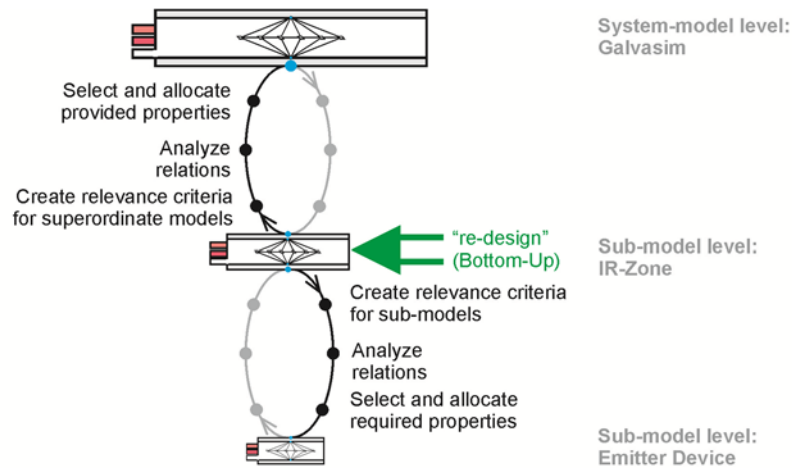 System-model level:
Galvasim
Select and allocate
provided properties
Analyze
relations
Create relevance criteria
for superordinate models
"re-design"
(Bottom-Up)
Sub-model level:
IR-Zone
Create relevance criteria
for sub-models
Analyze
relations
Select and allocate
required properties
Sub-model level:
Emitter Device